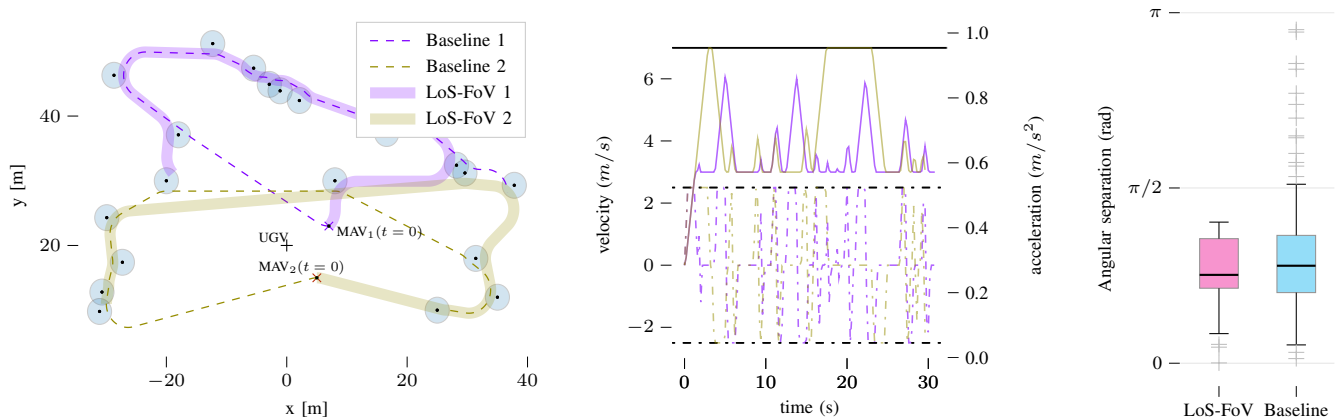 Baseline 1
Baseline 2
LoS-FoV 1
LoS-FoV 2
40
20
y [m]
UGV
MAV₁(t = 0)
MAV₂(t = 0)
−20
0
20
40
x [m]
6
4
2
0
−2
velocity (m/s)
0
10
20
30
time (s)
1.0
0.8
0.6
0.4
0.2
0.0
acceleration (m/s²)
π
π/2
0
Angular separation (rad)
LoS-FoV
Baseline